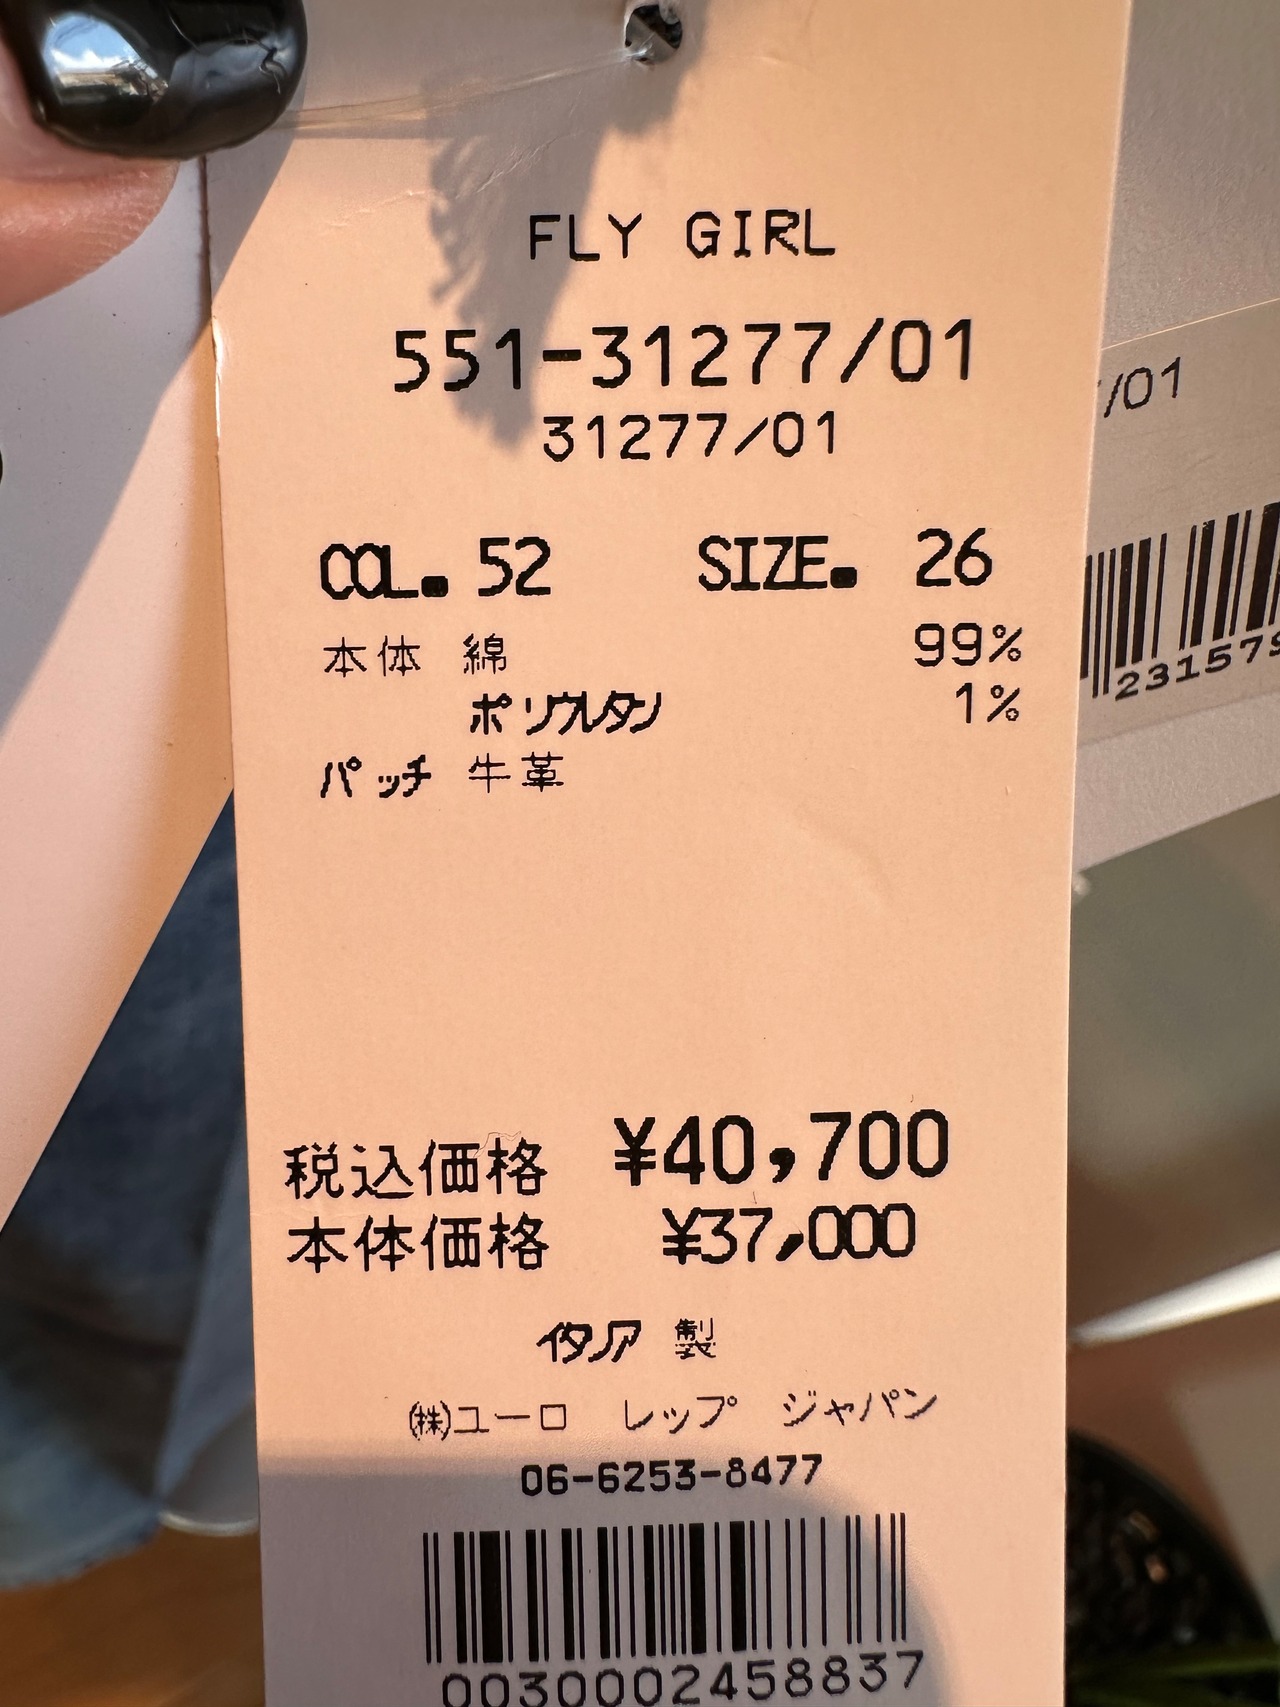 FLY GIRL
551-31277/01
31277/01
COL. 52 SIZE. 26
本体 綿 99%
ポリウレタン 1%
パッチ 牛革
税込価格 ¥40,700
本体価格 ¥37,000
イタリア 製
㈱ユーロ レップ ジャパン
06-6253-8477
0030002458837
/01
231579